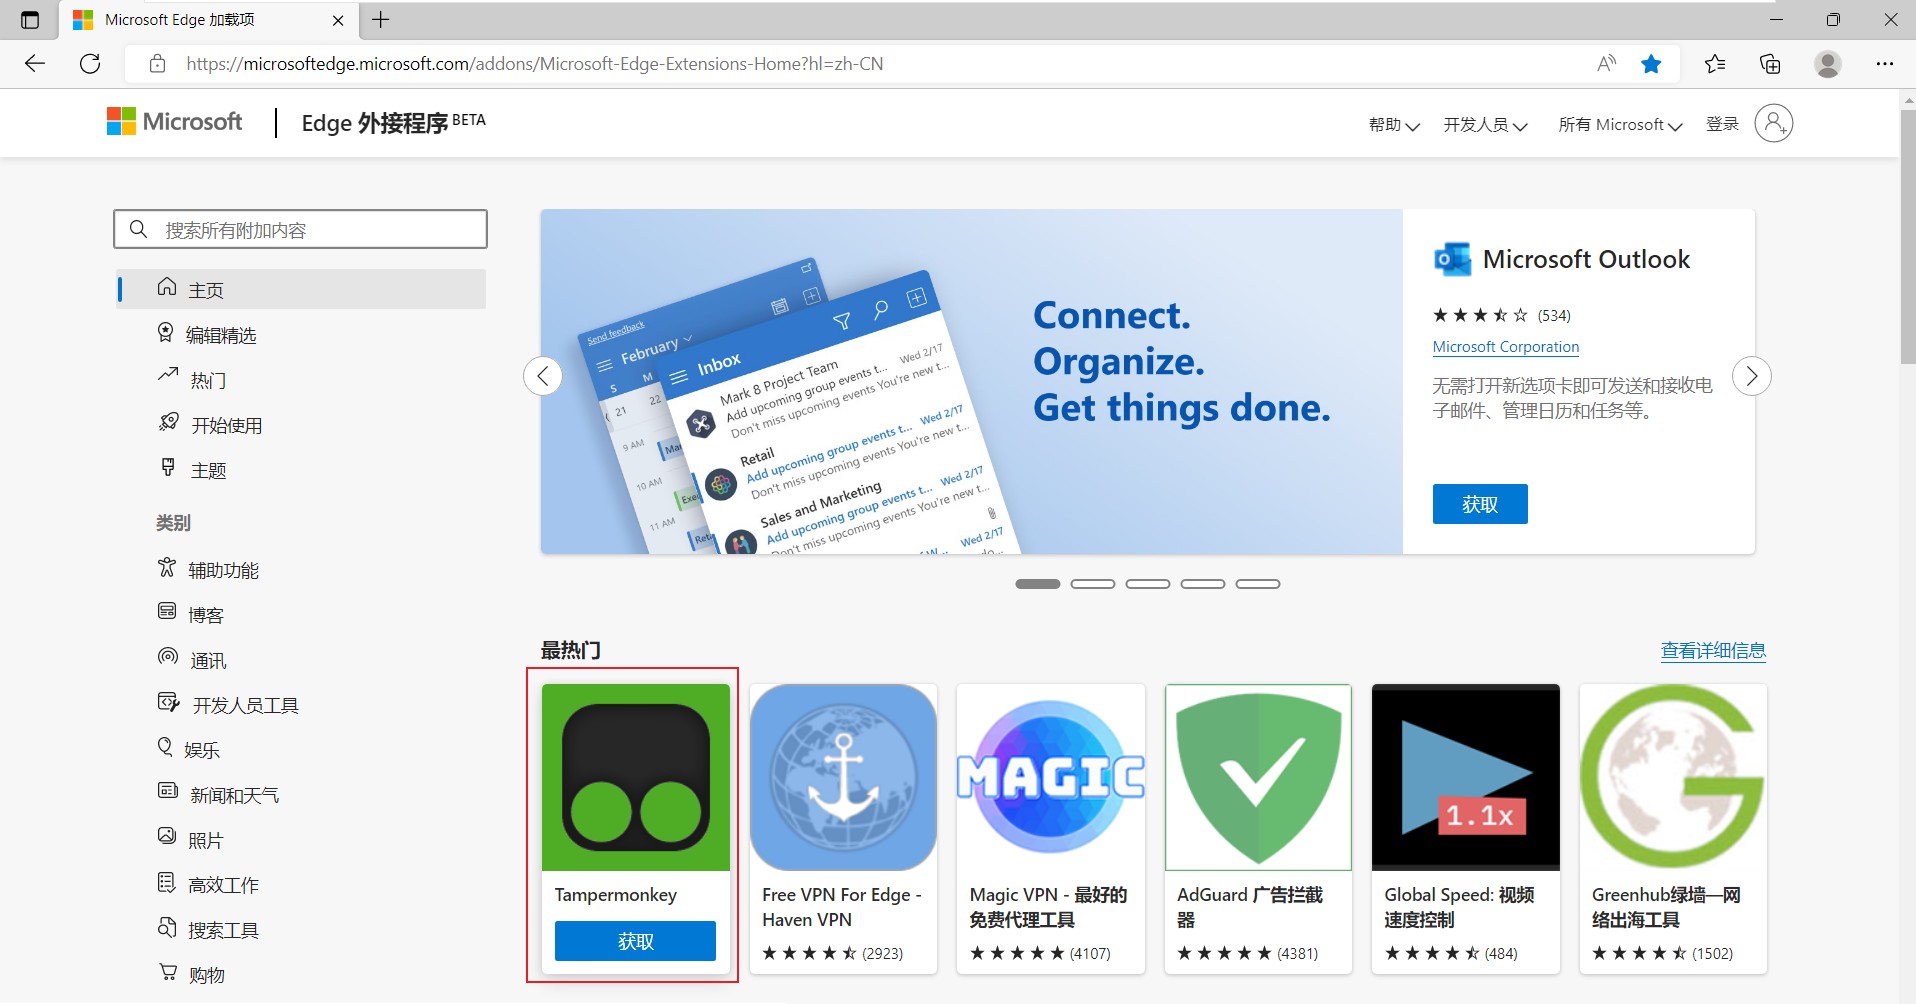 Microsoft Edge 加载项
https://microsoftedge.microsoft.com/addons/Microsoft-Edge-Extensions-Home?hl=zh-CN
Microsoft
Edge 外接程序 BETA
帮助
开发人员
所有 Microsoft
登录
搜索所有附加内容
主页
编辑精选
热门
开始使用
主题
类别
辅助功能
博客
通讯
开发人员工具
娱乐
新闻和天气
照片
高效工作
搜索工具
购物
Send feedback
February
S M
21 22
9 AM
10 AM
11 AM
Inbox
Mark 8 Project Team
Wed 2/17
Add upcoming group events t...
Don't miss upcoming events You're new t...
Retail
Wed 2/17
Add upcoming group events t...
Don't miss upcoming events You're new t...
Sales and Marketing
Wed 2/17
Add upcoming group events t...
Don't miss upcoming events You're new t...
Wed 2/17
Connect.
Organize.
Get things done.
Microsoft Outlook
(534)
Microsoft Corporation
无需打开新选项卡即可发送和接收电
子邮件、管理日历和任务等。
获取
最热门
查看详细信息
Tampermonkey
获取
Free VPN For Edge -
Haven VPN
(2923)
MAGIC
Magic VPN - 最好的
免费代理工具
(4107)
AdGuard 广告拦截
器
(4381)
1.1x
Global Speed: 视频
速度控制
(484)
Greenhub绿墙—网
络出海工具
(1502)